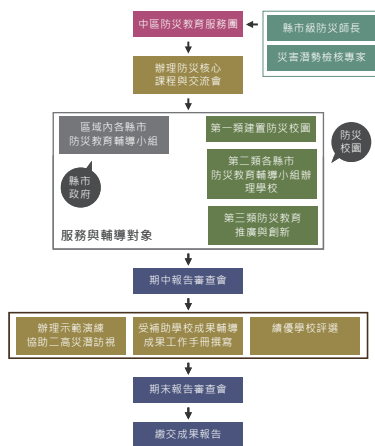 中區防災教育服務團
縣市級防災師長
災害潛勢檢核專家
辦理防災核心
課程與交流會
區域內各縣市
防災教育輔導小組
縣市
政府
第一類建置防災校園
第二類各縣市
防災教育輔導小組辦
理學校
第三類防災教育
推廣與創新
防災
校園
服務與輔導對象
期中報告審查會
辦理示範演練
協助二高災潛訪視
受補助學校成果輔導
成果工作手冊撰寫
績優學校評選
期末報告審查會
繳交成果報告